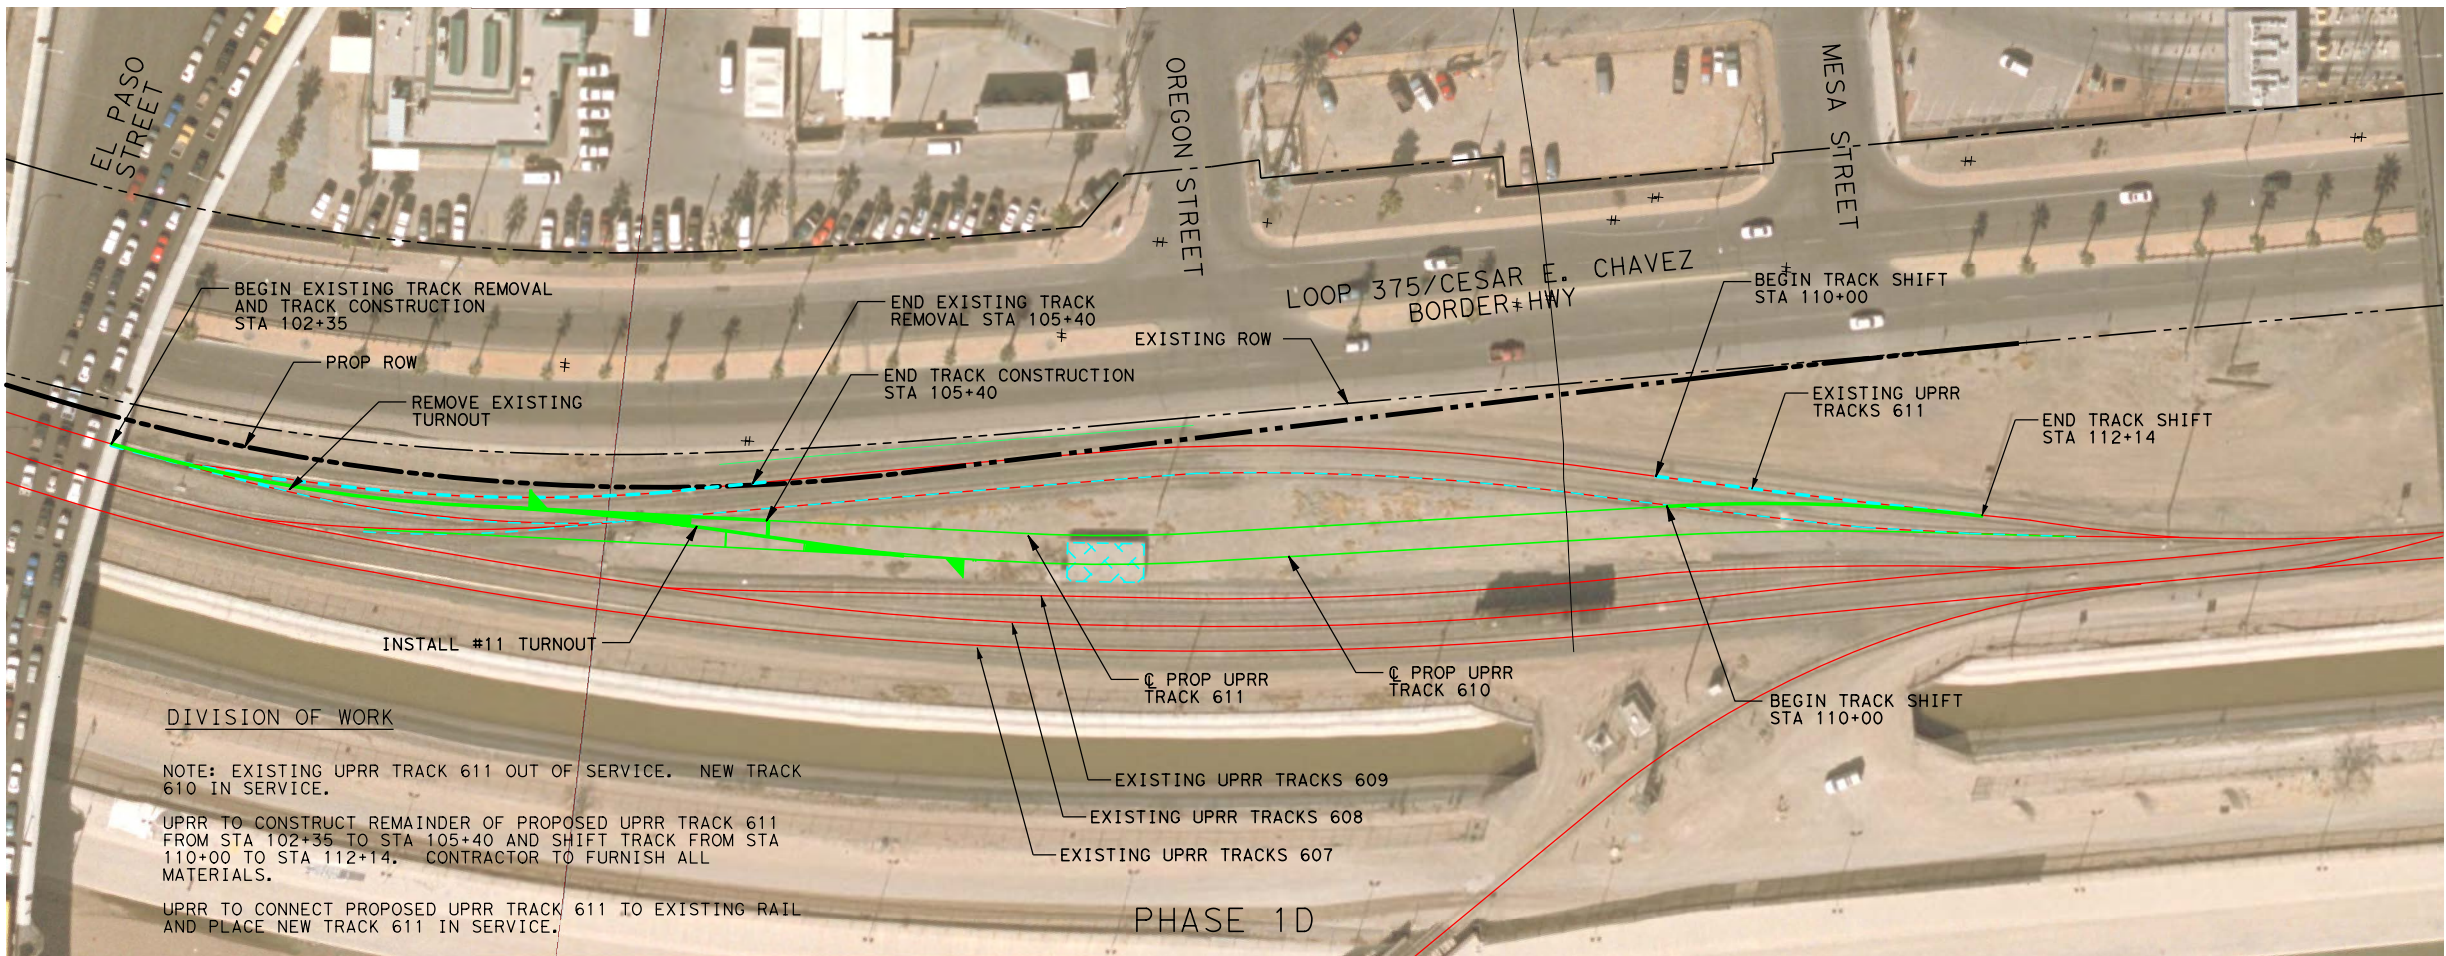 EL PASO
STREET
OREGON STREET
MESA STREET
LOOP 375/CESAR E. CHAVEZ
BORDER HWY
BEGIN EXISTING TRACK REMOVAL
AND TRACK CONSTRUCTION
STA 102+35
PROP ROW
REMOVE EXISTING
TURNOUT
END EXISTING TRACK
REMOVAL STA 105+40
END TRACK CONSTRUCTION
STA 105+40
EXISTING ROW
BEGIN TRACK SHIFT
STA 110+00
EXISTING UPRR
TRACKS 611
END TRACK SHIFT
STA 112+14
INSTALL #11 TURNOUT
℄ PROP UPRR
TRACK 611
℄ PROP UPRR
TRACK 610
BEGIN TRACK SHIFT
STA 110+00
EXISTING UPRR TRACKS 609
EXISTING UPRR TRACKS 608
EXISTING UPRR TRACKS 607
DIVISION OF WORK
NOTE: EXISTING UPRR TRACK 611 OUT OF SERVICE. NEW TRACK
610 IN SERVICE.
UPRR TO CONSTRUCT REMAINDER OF PROPOSED UPRR TRACK 611
FROM STA 102+35 TO STA 105+40 AND SHIFT TRACK FROM STA
110+00 TO STA 112+14. CONTRACTOR TO FURNISH ALL
MATERIALS.
UPRR TO CONNECT PROPOSED UPRR TRACK 611 TO EXISTING RAIL
AND PLACE NEW TRACK 611 IN SERVICE.
PHASE 1D